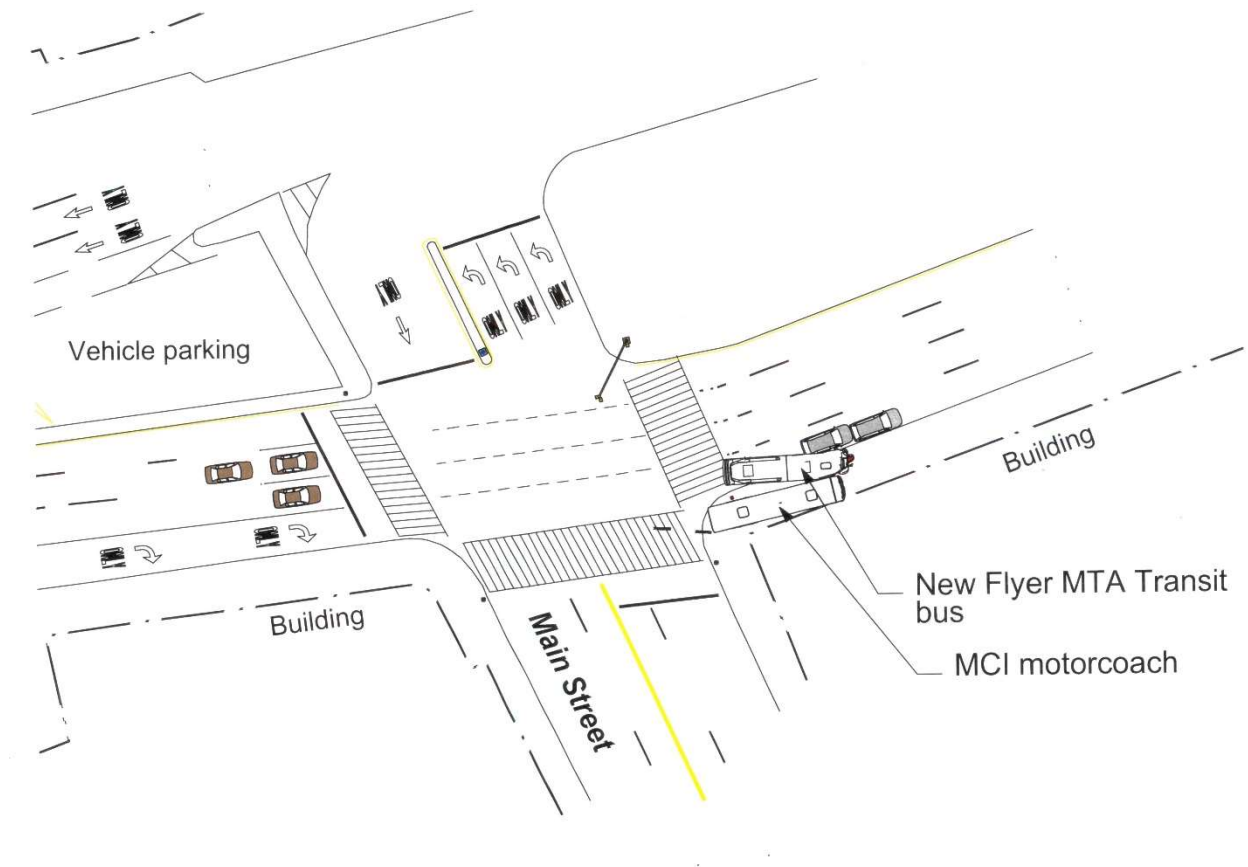 Vehicle parking
Building
Building
Main Street
New Flyer MTA Transit
bus
MCI motorcoach